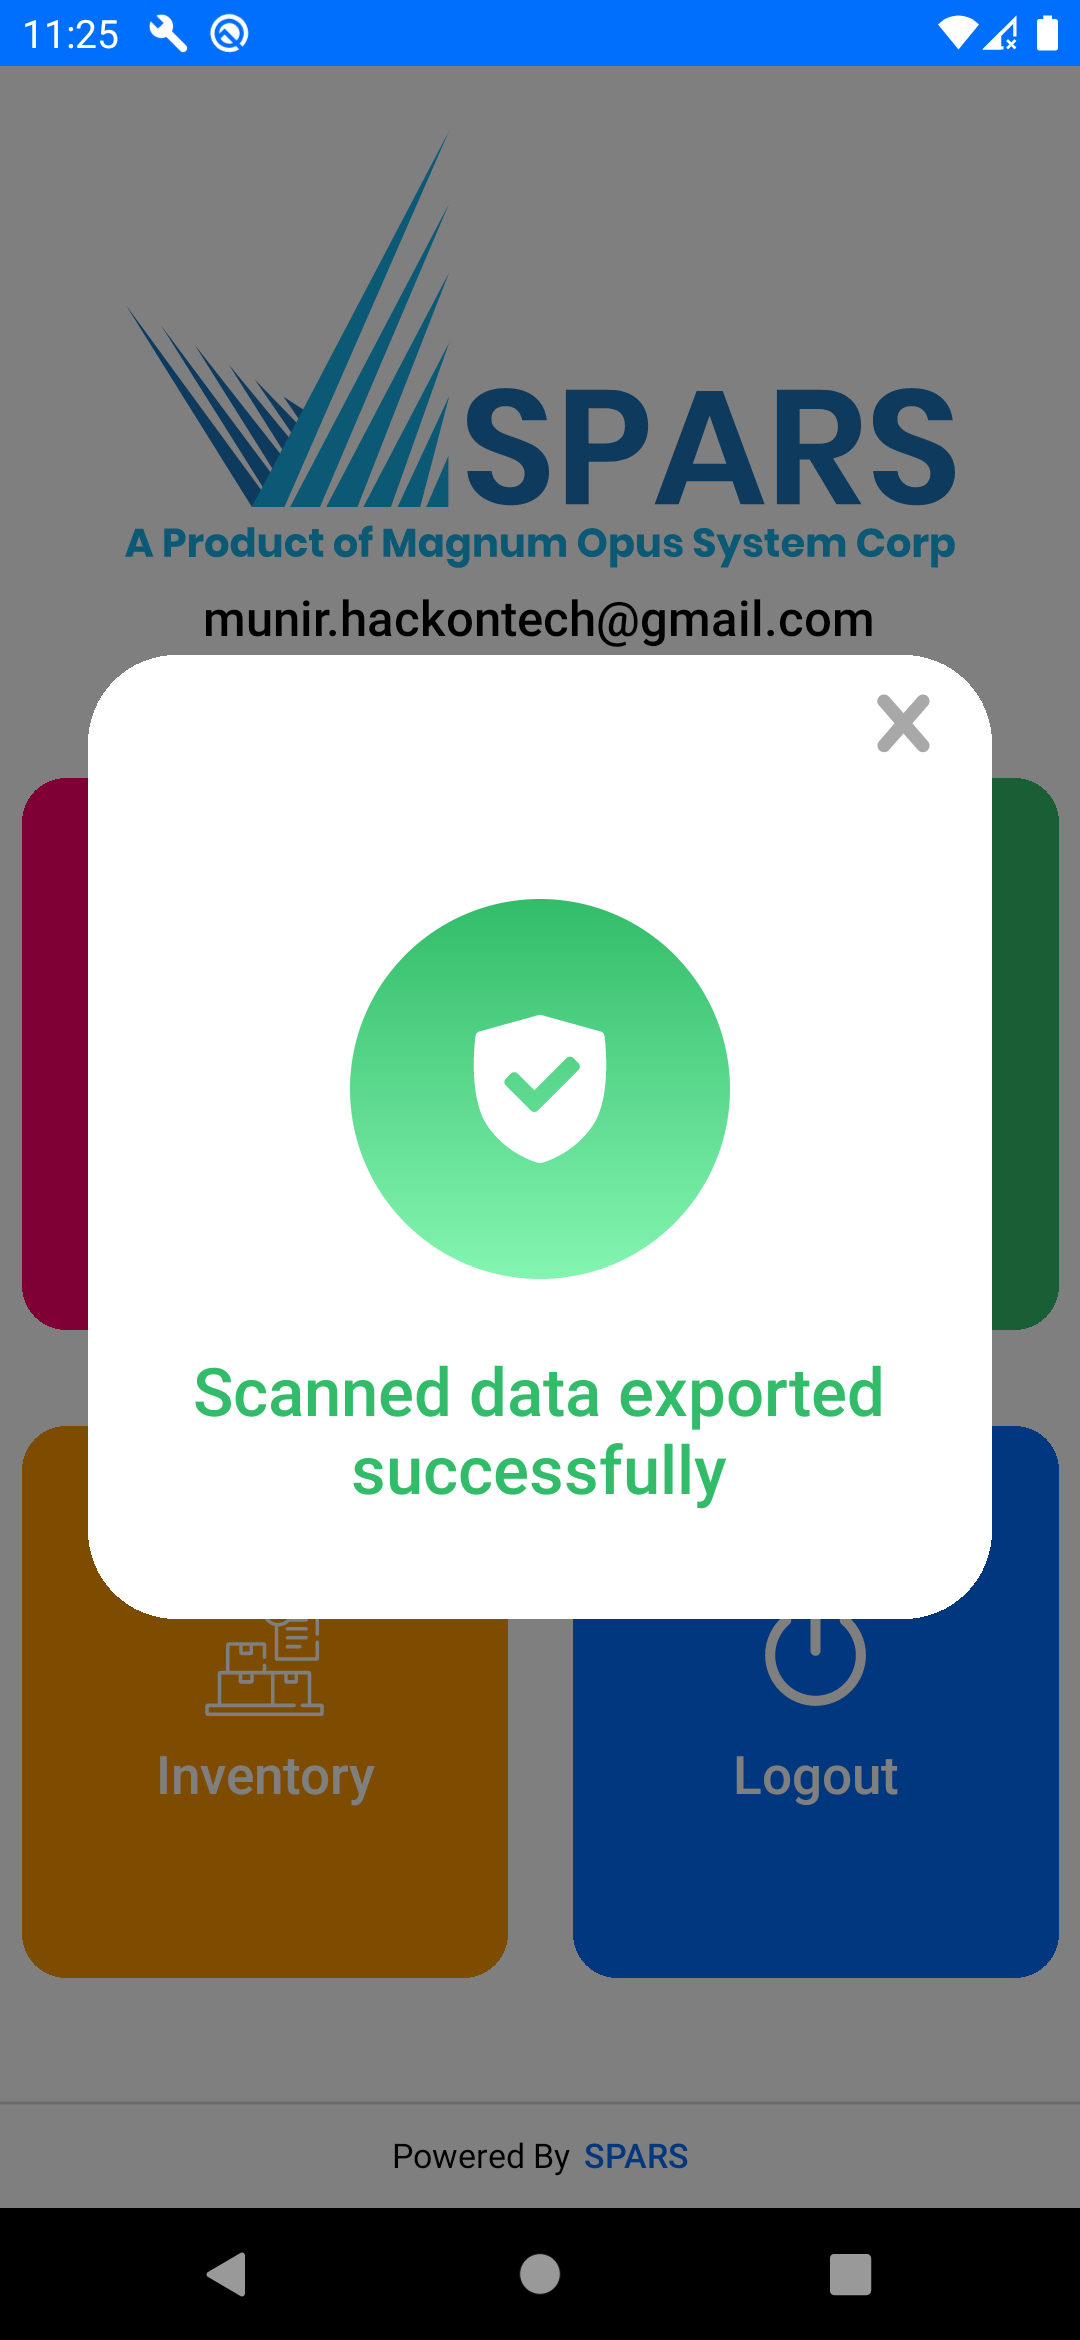 11:25
SPARS
A Product of Magnum Opus System Corp
munir.hackontech@gmail.com
Scanned data exported
successfully
Inventory
Logout
Powered By SPARS